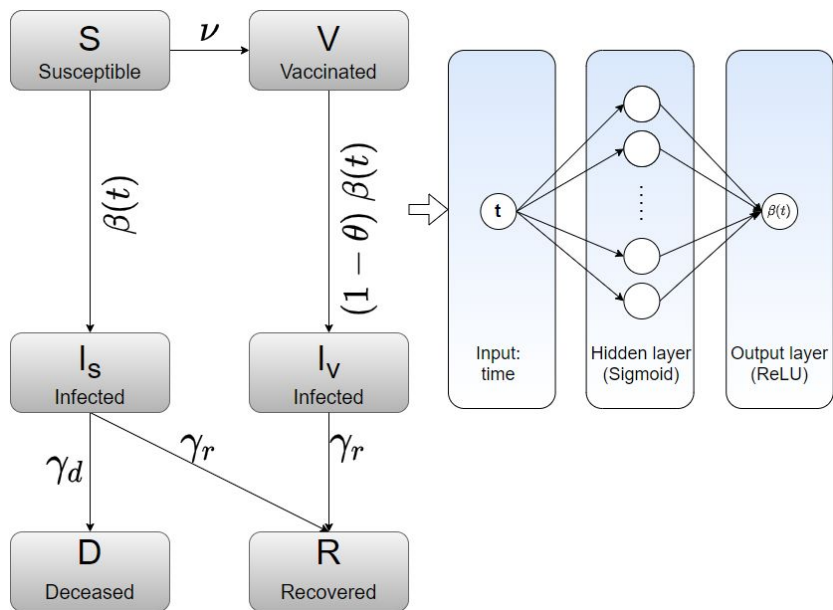 S
Susceptible
ν
V
Vaccinated
β(t)
(1 − θ) β(t)
I_s
Infected
I_v
Infected
γ_d
γ_r
γ_r
D
Deceased
R
Recovered
t
β(t)
Input:
time
Hidden layer
(Sigmoid)
Output layer
(ReLU)